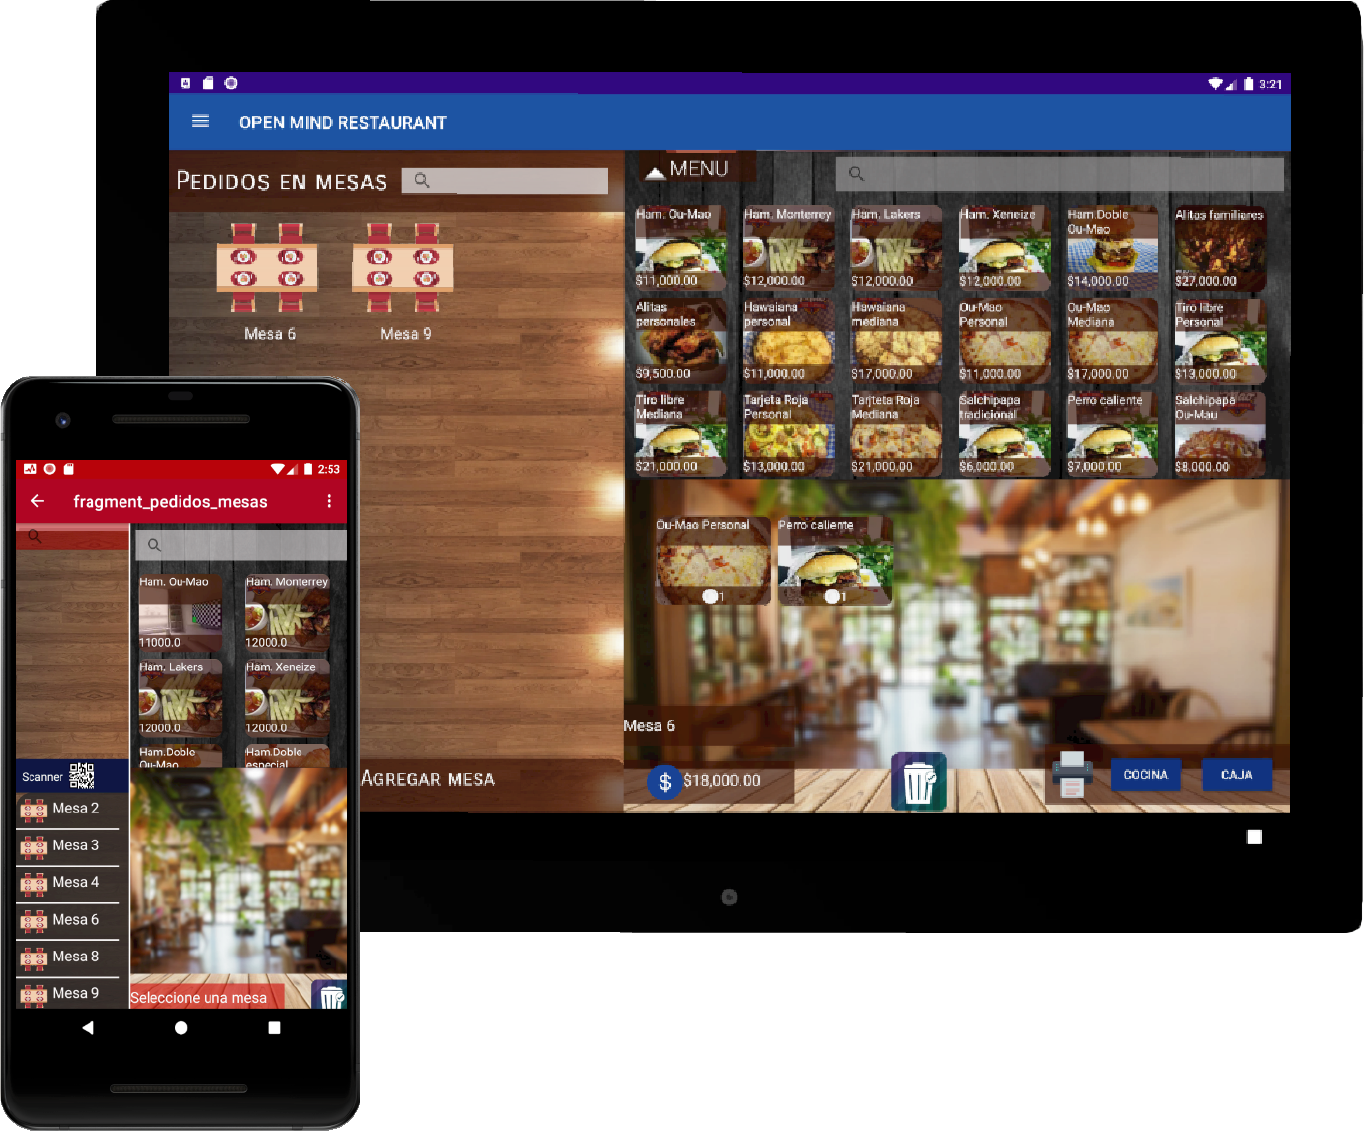 3:21
OPEN MIND RESTAURANT
PEDIDOS EN MESAS
Mesa 6
Mesa 9
AGREGAR MESA
MENU
Ham. Ou-Mao
$11,000.00
Ham. Monterrey
$12,000.00
Ham. Lakers
$12,000.00
Ham. Xeneize
$12,000.00
Ham.Doble
Ou-Mao
$14,000.00
Alitas familiares
$27,000.00
Alitas
personales
$9,500.00
Hawaiana
personal
$11,000.00
Hawaiana
mediana
$17,000.00
Ou-Mao
Personal
$11,000.00
Ou-Mao
Mediana
$17,000.00
Tiro libre
Personal
$13,000.00
Tiro libre
Mediana
$21,000.00
Tarjeta Roja
Personal
$13,000.00
Tarjteta Roja
Mediana
$21,000.00
Salchipapa
tradicional
$6,000.00
Perro caliente
$7,000.00
Salchipapa
Ou-Mau
$8,000.00
Ou-Mao Personal
1
Perro caliente
1
Mesa 6
$
$18,000.00
COCINA
CAJA
2:53
fragment_pedidos_mesas
Ham. Ou-Mao
11000.0
Ham. Monterrey
12000.0
Ham. Lakers
12000.0
Ham. Xeneize
12000.0
Ham.Doble
Ou-Mao
Ham.Doble
especial
Scanner
Mesa 2
Mesa 3
Mesa 4
Mesa 6
Mesa 8
Mesa 9
Seleccione una mesa